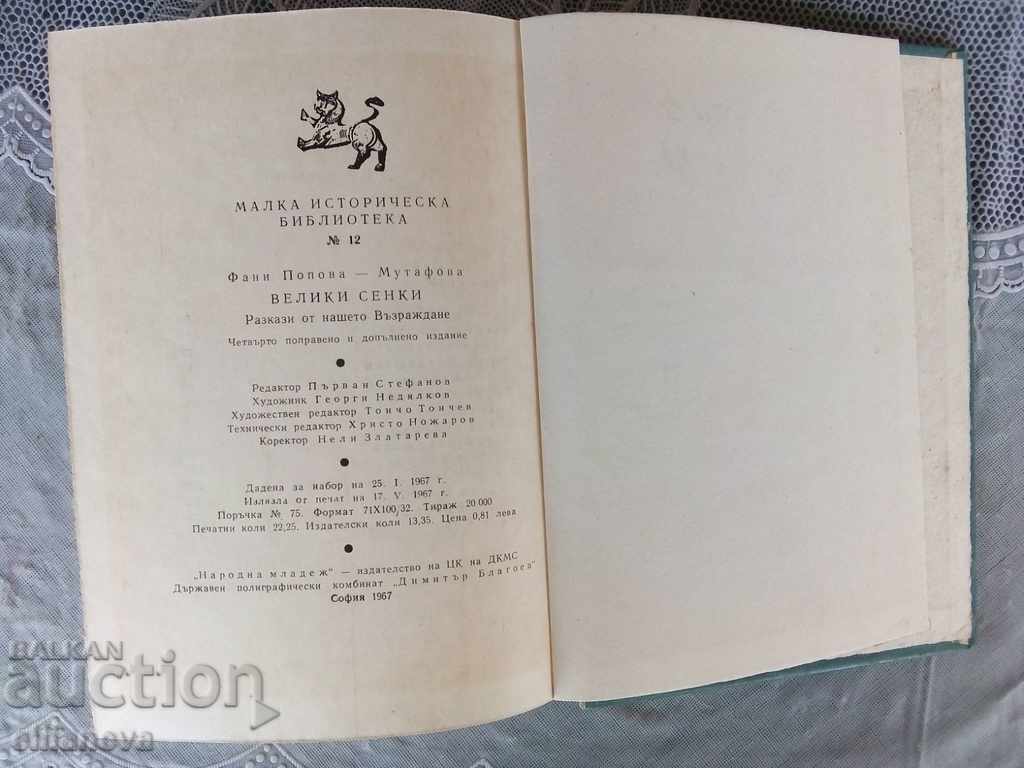 МАЛКА ИСТОРИЧЕСКА
БИБЛИОТЕКА
№ 12
Фани Попова — Мутафова
ВЕЛИКИ СЕНКИ
Разкази от нашето Възраждане
Четвърто поправено и допълнено издание
Редактор Първан Стефанов
Художник Георги Недялков
Художествен редактор Тончо Тончев
Технически редактор Христо Ножаров
Коректор Нели Златарева
Дадена за набор на 25. I. 1967 г.
Излязла от печат на 17. V. 1967 г.
Поръчка № 75. Формат 71X100/32. Тираж 20 000
Печатни коли 22,25. Издателски коли 13,35. Цена 0,81 лева
„Народна младеж“ — издателство на ЦК на ДКМС
Държавен полиграфически комбинат „Димитър Благоев“
София 1967
BALKAN
auction
alfianova